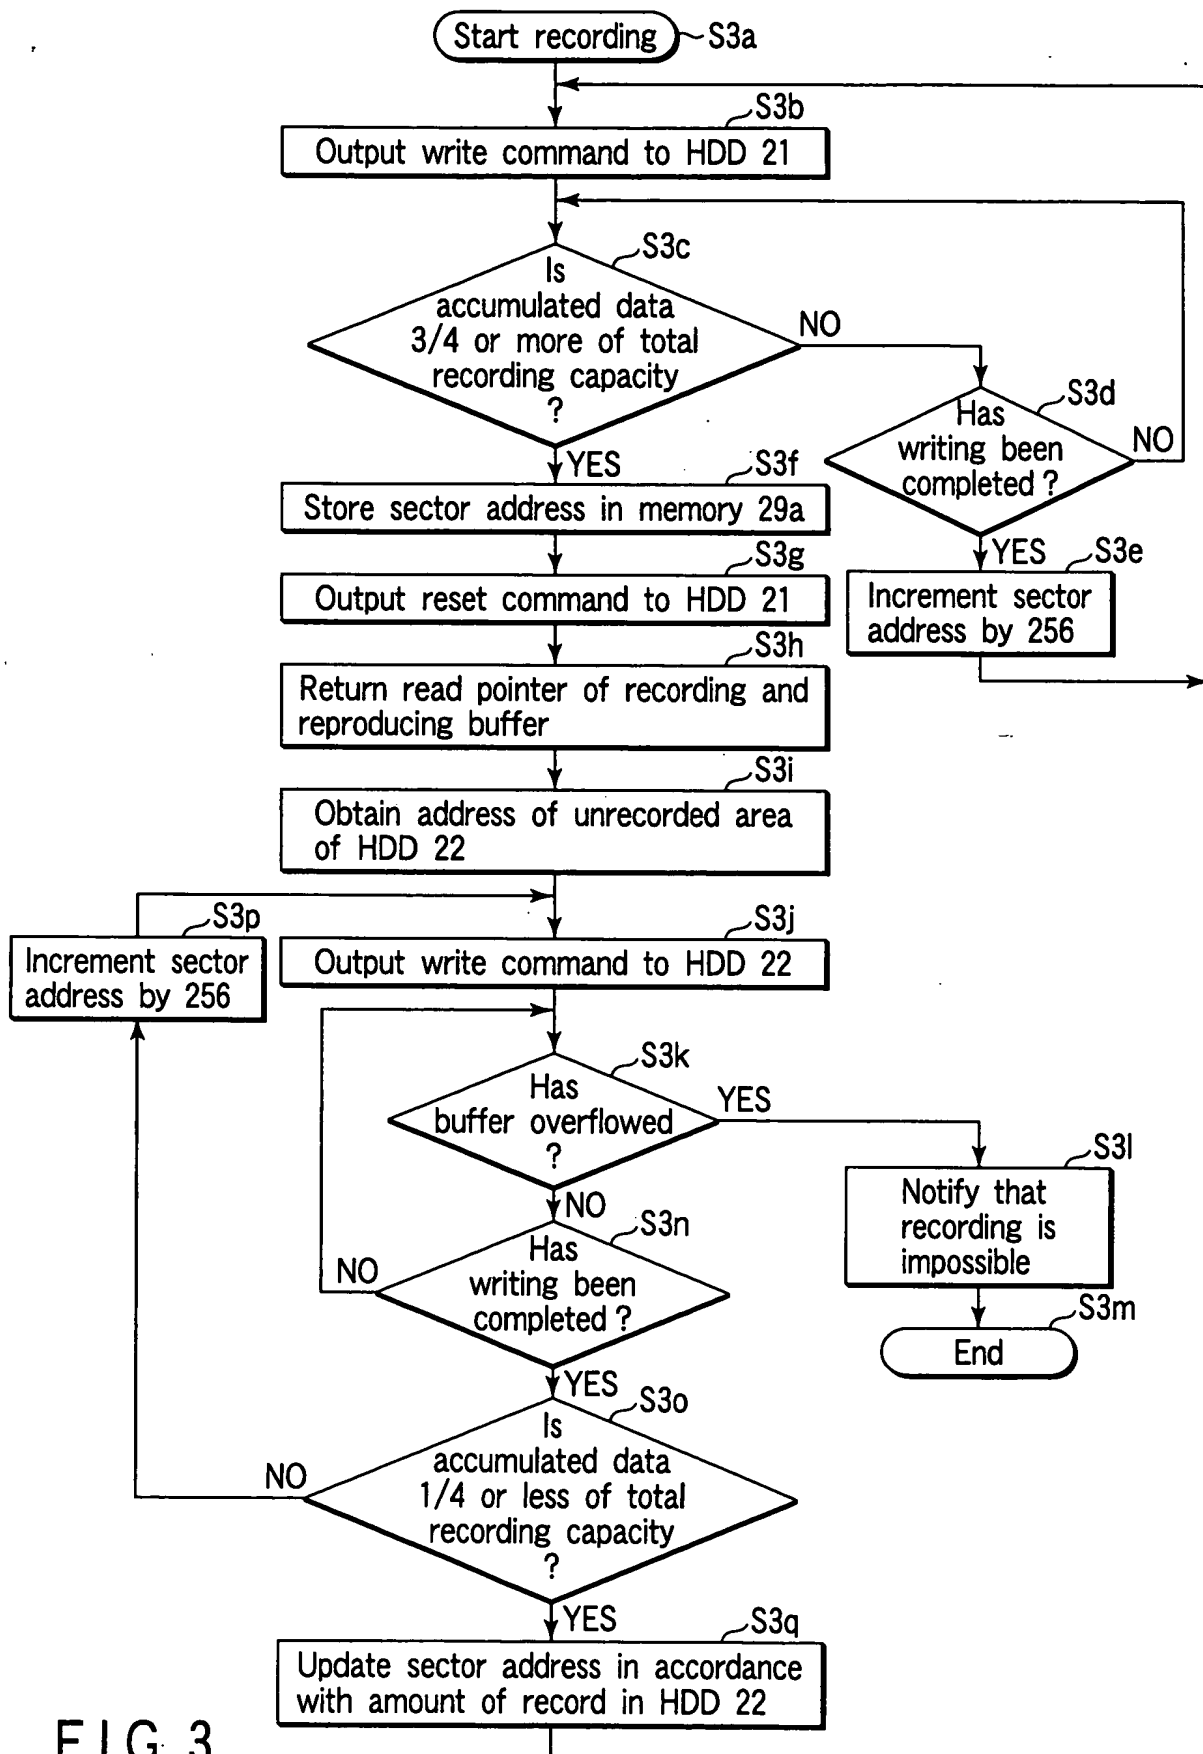 Start recording
S3a
S3b
Output write command to HDD 21
S3c
Is
accumulated data
3/4 or more of total
recording capacity
?
NO
S3d
Has
writing been
completed ?
NO
YES
S3f
Store sector address in memory 29a
YES
S3e
Increment sector
address by 256
S3g
Output reset command to HDD 21
S3h
Return read pointer of recording and
reproducing buffer
S3i
Obtain address of unrecorded area
of HDD 22
S3p
Increment sector
address by 256
S3j
Output write command to HDD 22
S3k
Has
buffer overflowed
?
YES
S3l
Notify that
recording is
impossible
S3m
End
NO
S3n
Has
writing been
completed ?
NO
YES
S3o
Is
accumulated data
1/4 or less of total
recording capacity
?
NO
YES
S3q
Update sector address in accordance
with amount of record in HDD 22
FIG. 3